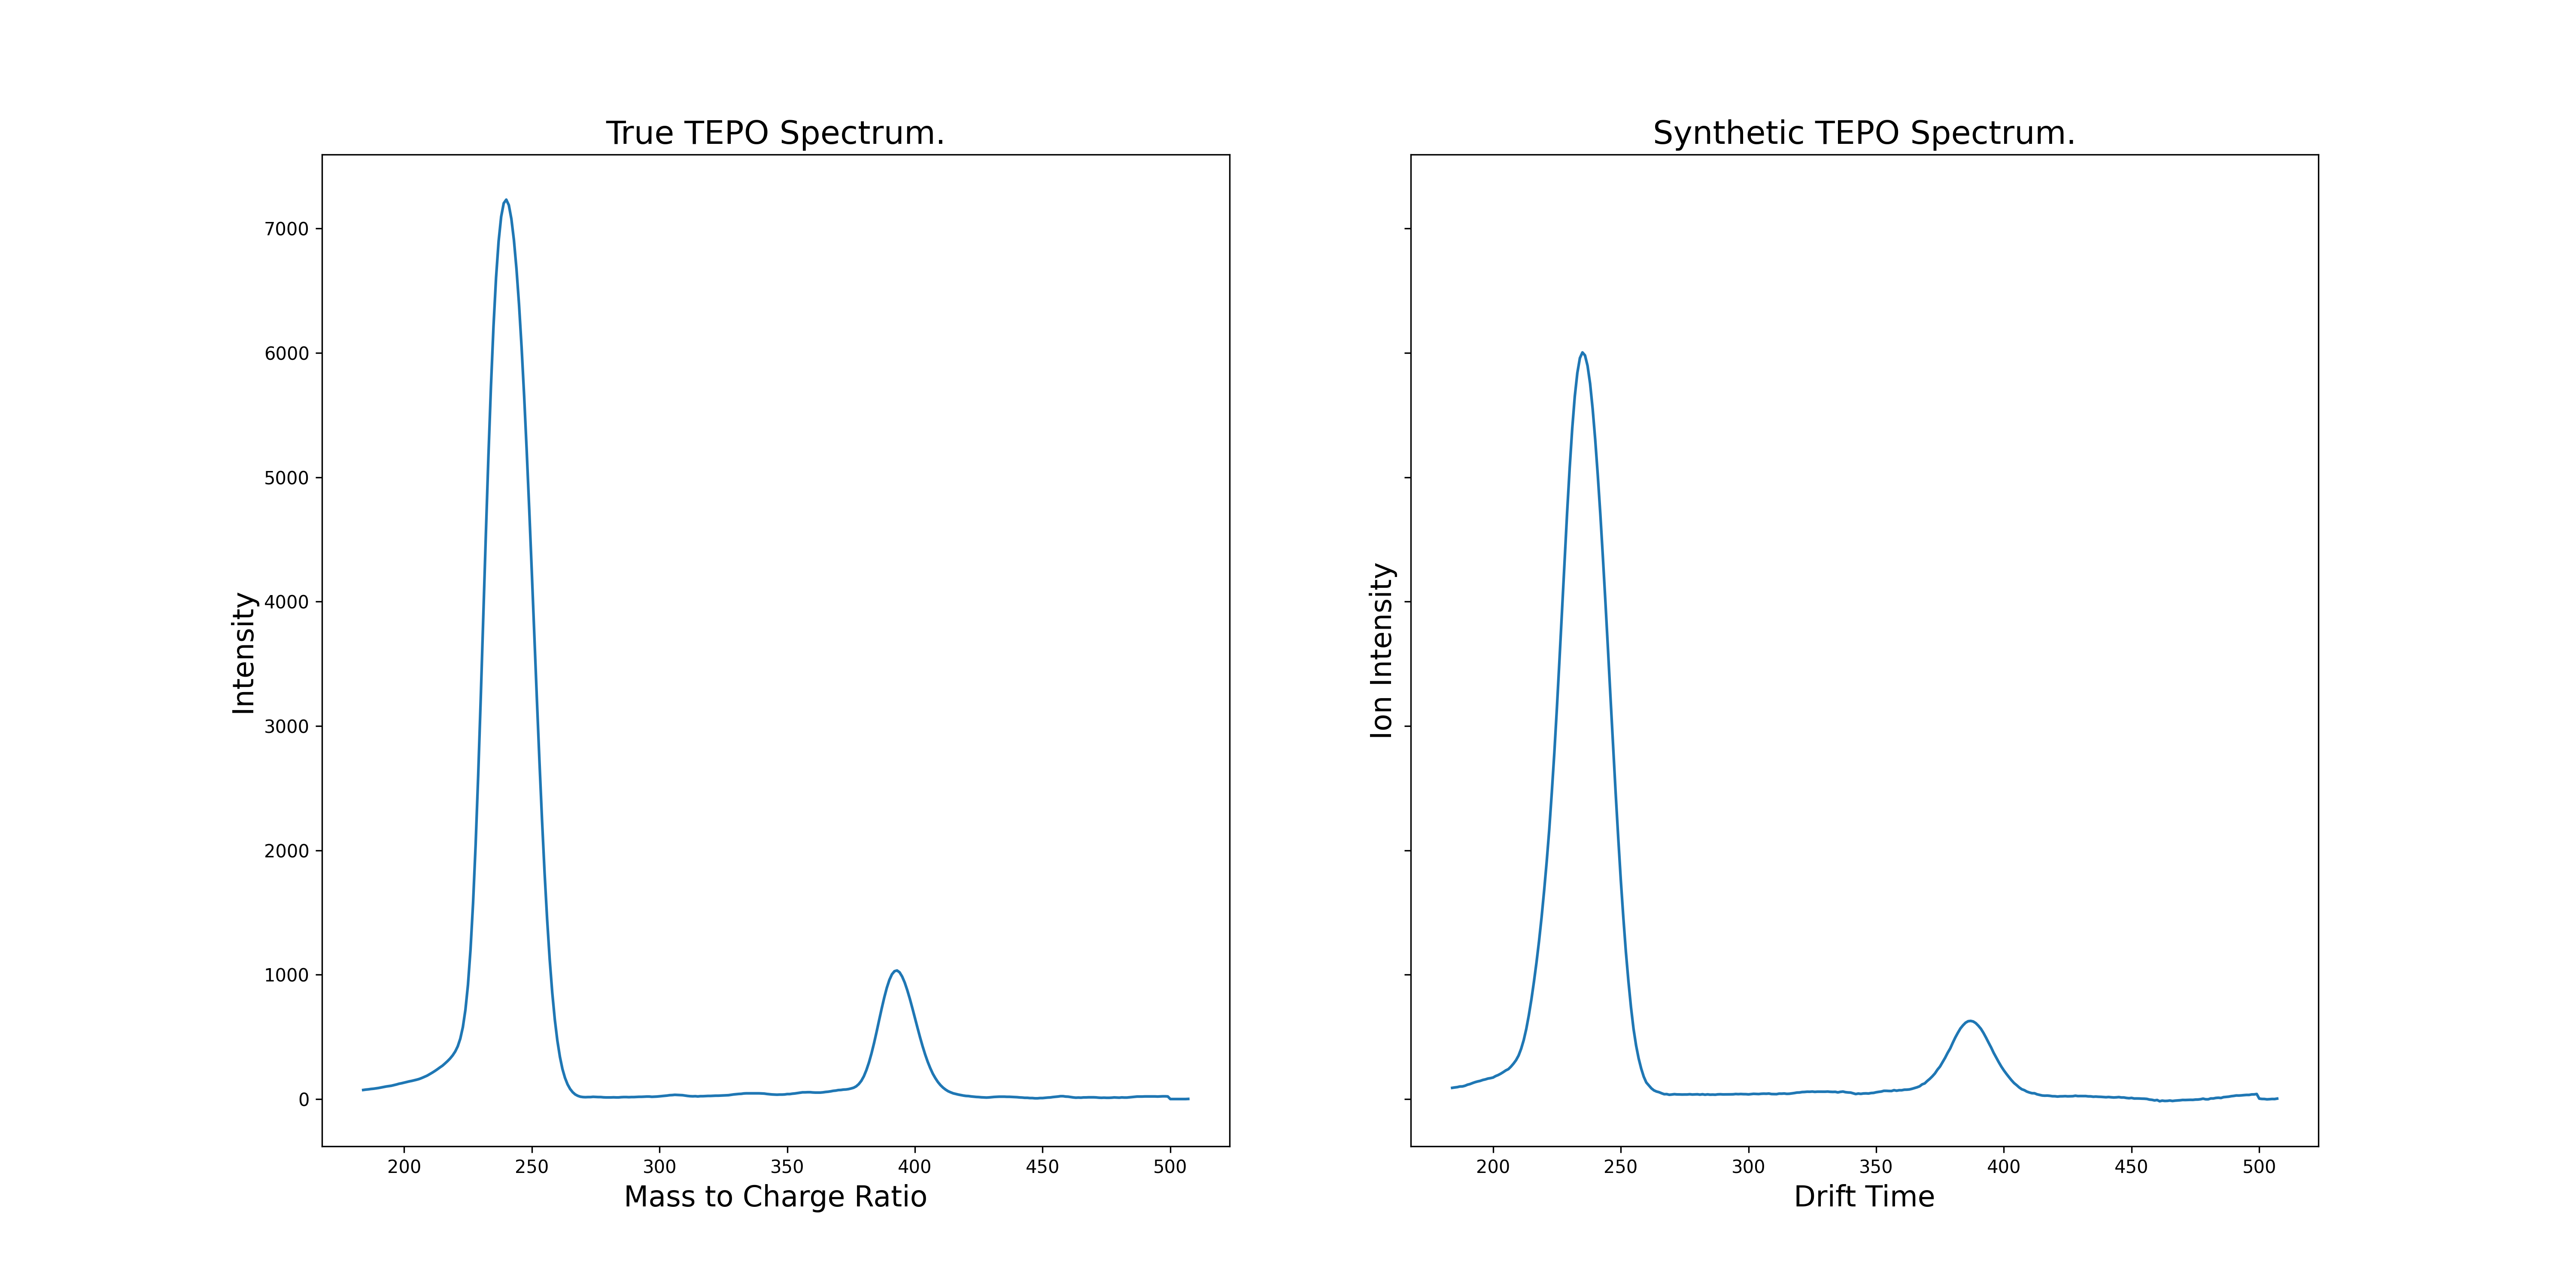 True TEPO Spectrum.
Intensity
7000
6000
5000
4000
3000
2000
1000
0
200 250 300 350 400 450 500
Mass to Charge Ratio
Synthetic TEPO Spectrum.
Ion Intensity
200 250 300 350 400 450 500
Drift Time